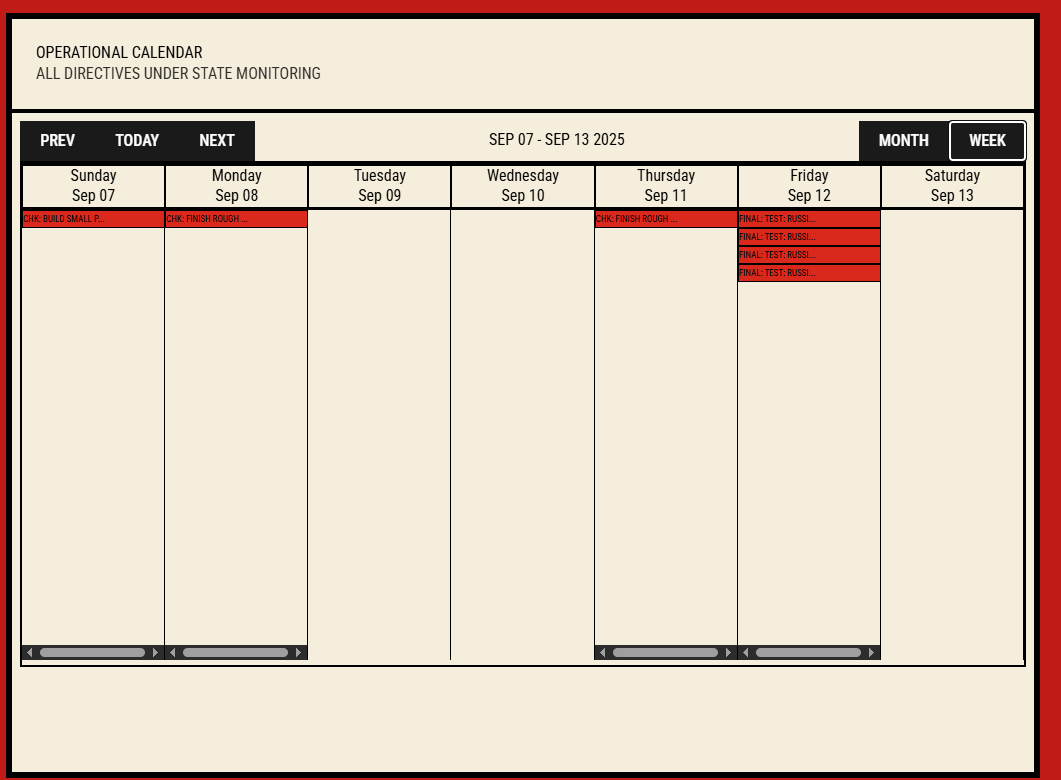 OPERATIONAL CALENDAR
ALL DIRECTIVES UNDER STATE MONITORING
PREV TODAY NEXT SEP 07 - SEP 13 2025 MONTH WEEK
Sunday Monday Tuesday Wednesday Thursday Friday Saturday
Sep 07 Sep 08 Sep 09 Sep 10 Sep 11 Sep 12 Sep 13
CHK: BUILD SMALL P... CHK: FINISH ROUGH ... CHK: FINISH ROUGH ... FINAL: TEST: RUSSI...
FINAL: TEST: RUSSI...
FINAL: TEST: RUSSI...
FINAL: TEST: RUSSI...